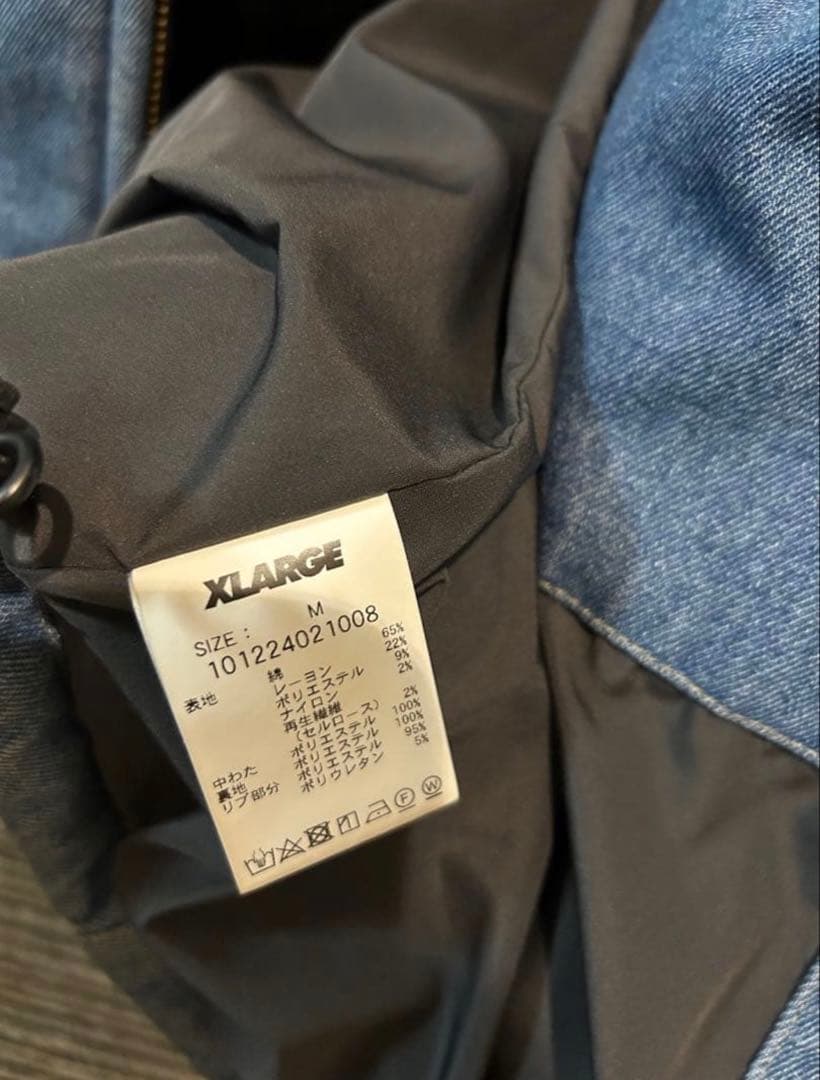 XLARGE
SIZE : M
101224021008
表地 綿 65%
レーヨン 22%
ポリエステル 9%
ナイロン 2%
再生繊維
(セルロース) 2%
中わた ポリエステル 100%
裏地 ポリエステル 100%
リブ部分 ポリエステル 95%
ポリウレタン 5%
F W